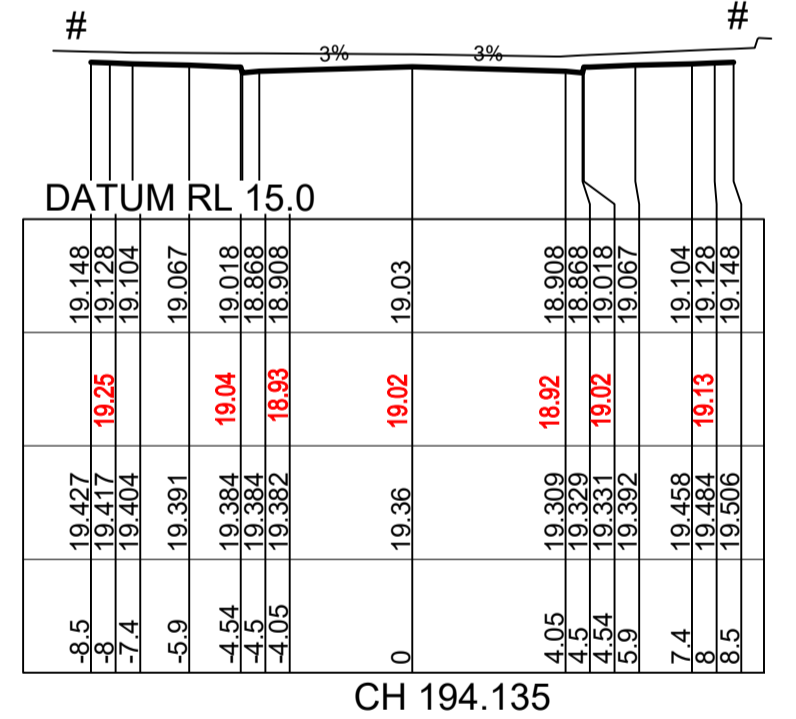 #
#
3%
3%
DATUM RL 15.0
19.148 19.128 19.104 19.067 19.018 18.868 18.908 19.03 18.908 18.868 19.018 19.067 19.104 19.128 19.148
19.25 19.04 18.93 19.02 18.92 19.02 19.13
19.427 19.417 19.404 19.391 19.384 19.384 19.382 19.36 19.309 19.329 19.331 19.392 19.458 19.484 19.506
-8.5 -8 -7.4 -5.9 -4.54 -4.5 -4.05 0 4.05 4.5 4.54 5.9 7.4 8 8.5
CH 194.135